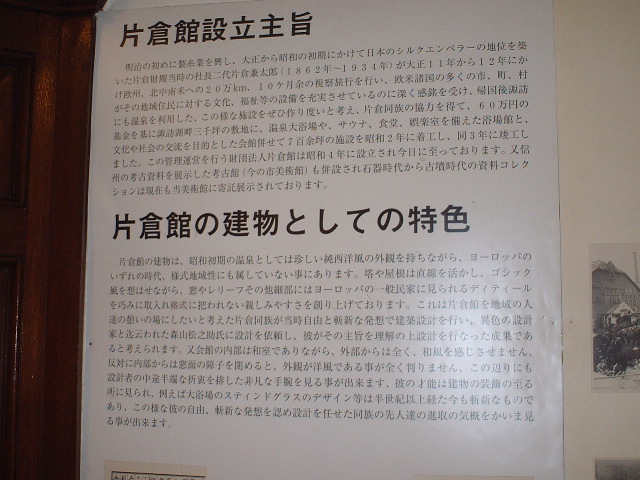 片倉館設立主旨
明治の初めに製糸業を興し、大正から昭和の初期にかけて日本のシルクエンペラーの地位を築
いた片倉財閥当時の社長二代片倉兼太郎（１８６２年〜１９３４年）が大正１１年から１２年にか
け欧州、北中南米への２０万km、１０ケ月余の視察旅行を行い、欧米諸国の多くの市、町、村
がその地域住民に対する文化、福祉等の設備を充実させているのに深く感銘を受け、帰国後諏訪
にも温泉を利用した、この様な施設をぜひ作り度いと考え、片倉同族の協力を得て、６０万円の
基金を基に諏訪湖畔三千坪の敷地に、温泉大浴場や、サウナ、食堂、娯楽室を備えた浴場館と、
文化や社会の交流を目的とした会館併せて７百余坪の施設を昭和２年に着工し、同３年に竣工し
ました。この管理運営を行う財団法人片倉館は昭和４年に設立され今日に至っております。又信
州の考古資料を展示した考古館（今の市美術館）も併設され石器時代から古墳時代の資料コレク
ションは現在も当美術館に寄託展示されております。
片倉館の建物としての特色
片倉館の建物は、昭和初期の温泉としては珍しい純西洋風の外観を持ちながら、ヨーロッパの
いずれの時代、様式地域性にも属していない事にあります。塔や屋根は直線を活かし、ゴシック
風を想はせながら、窓やレリーフその他細部にはヨーロッパの一般民家に見られるディティール
を巧みに取入れ格式に把われない親しみやすさを創り上げております。これは片倉館を地域の人
達の憩いの場にしたいと考えた片倉同族が当時自由と斬新な発想で建築設計を行い、異色の設計
家と迄云われた森山松之助氏に設計を依頼し、彼がその主旨を理解の上設計を行なった成果であ
ると考えられます。又会館の内部は和室でありながら、外部からは全く、和風を感じさせません、
反対に内部からは窓面の障子を閉めると、外観が洋風である事が全く判りません、この辺りにも
設計者の中途半端な折衷を排した非凡な手腕を見る事が出来ます、彼の才能は建物の装飾の至る
所に見られ、例えば大浴場のスティンドグラスのデザイン等は半世紀以上経た今も斬新なもので
あり、この様な彼の自由、斬新な発想を認め設計を任せた同族の先人達の進取の気概をかいま見
る事が出来ます。